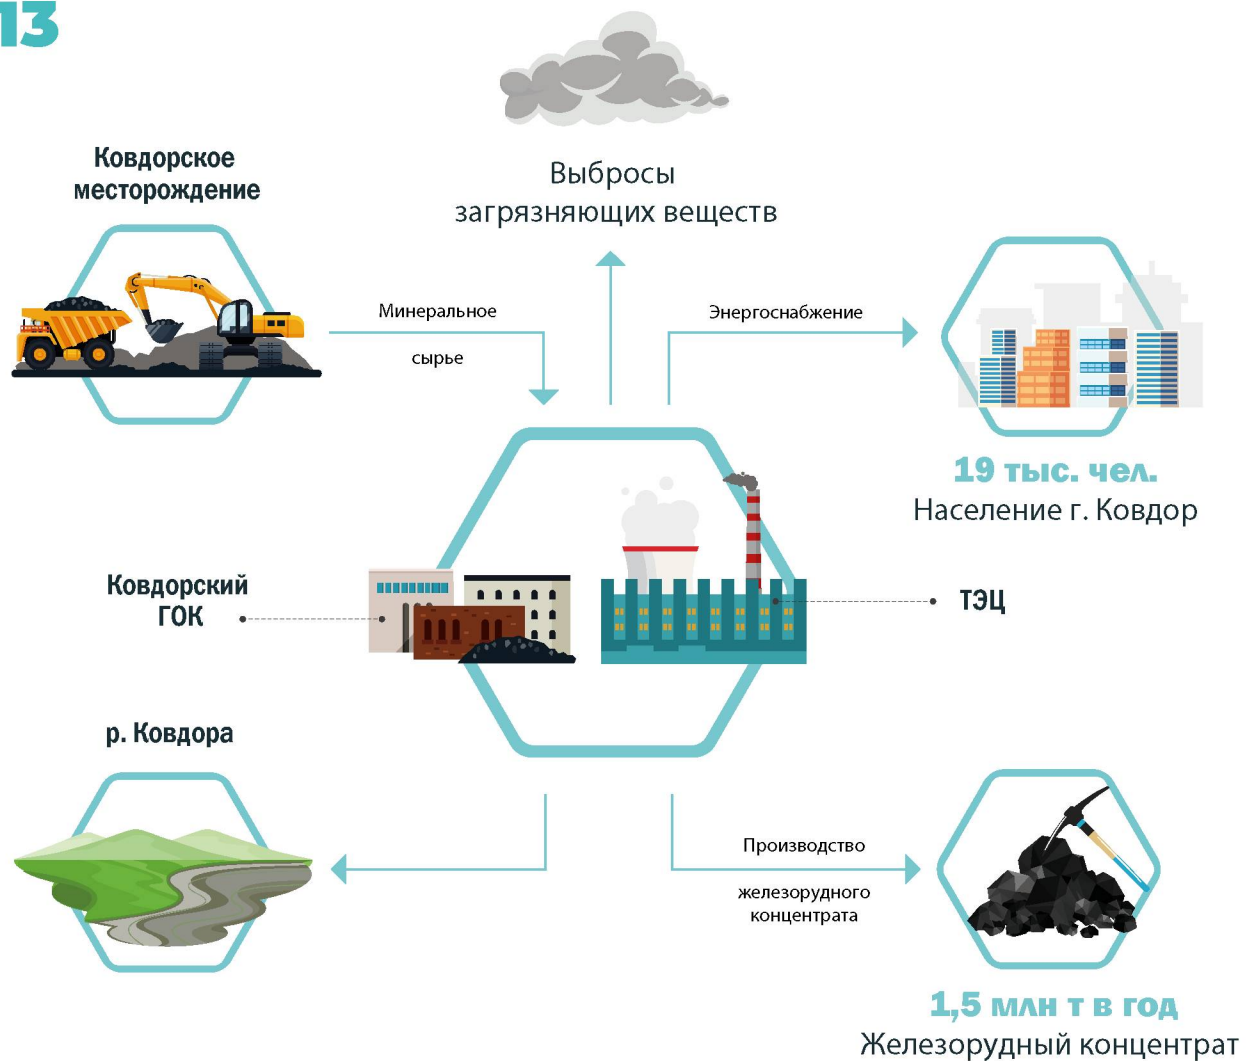 13
Ковдорское
месторождение
Выбросы
загрязняющих веществ
Минеральное
сырье
Энергоснабжение
19 тыс. чел.
Население г. Ковдор
Ковдорский
ГОК
ТЭЦ
р. Ковдора
Производство
железорудного
концентрата
1,5 млн т в год
Железорудный концентрат